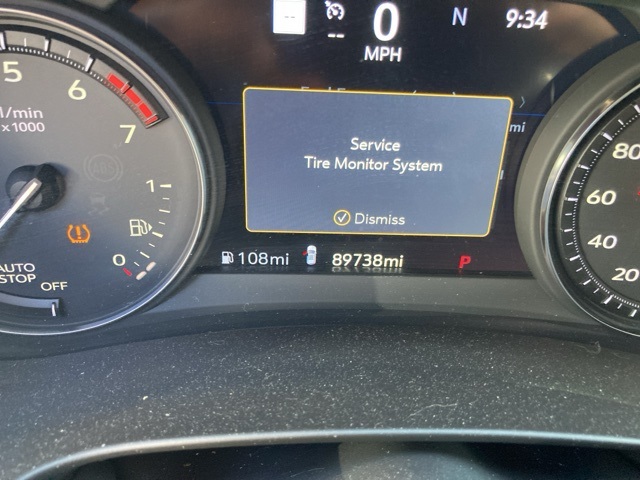 0
N
9:34
--
MPH
5
6
7
l/min
x1000
1
0
AUTO
STOP
OFF
Service
Tire Monitor System
Dismiss
mi
108mi
89738mi
P
80
60
40
20